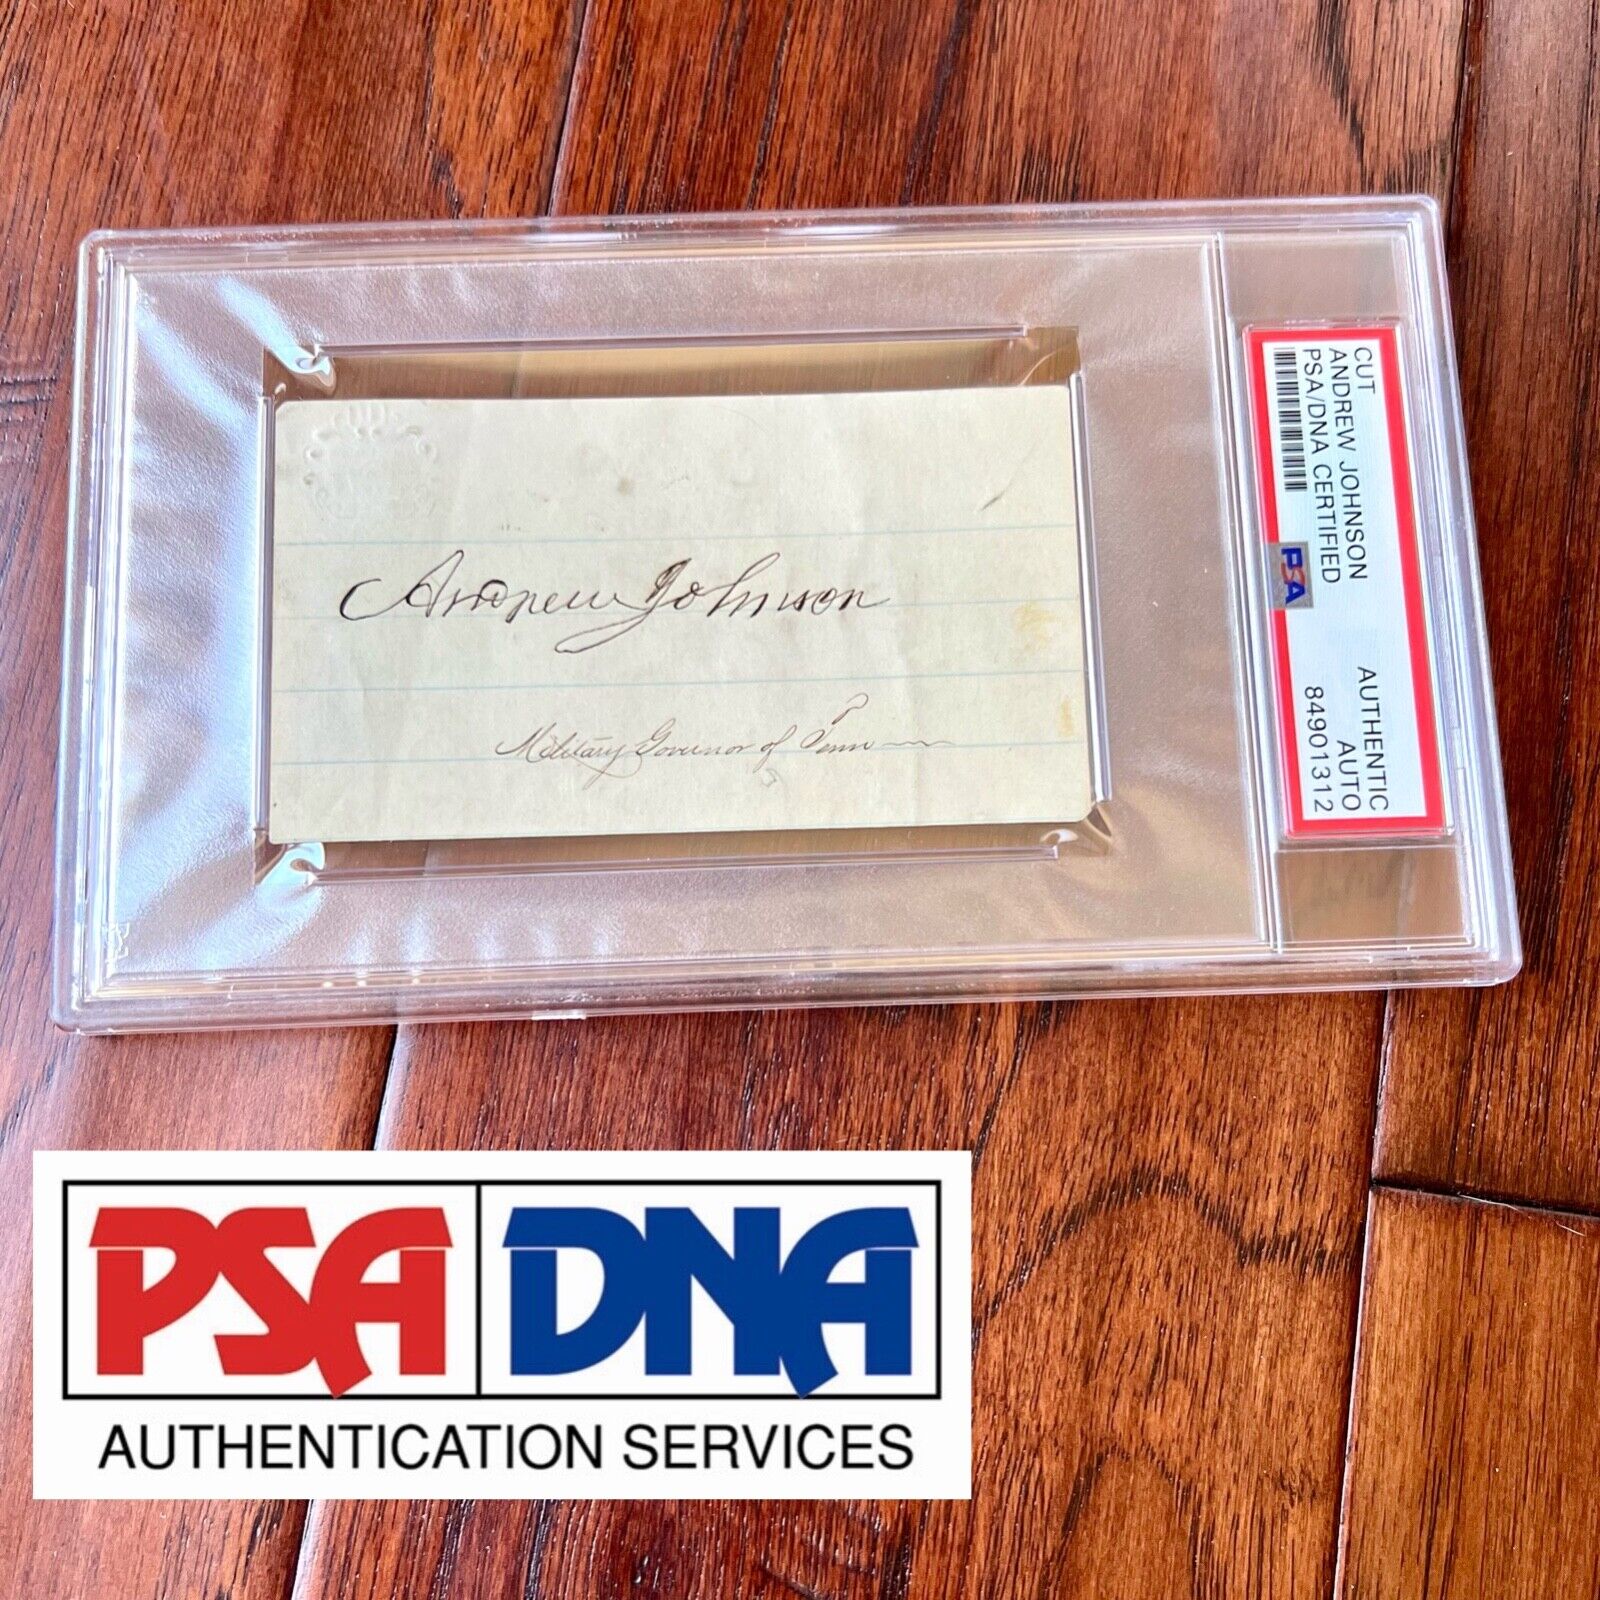 Andrew Johnson
Military Governor of Tenn
CUT
ANDREW JOHNSON
PSA/DNA CERTIFIED
PSA
AUTHENTIC
AUTO
84901312
PSA DNA
AUTHENTICATION SERVICES